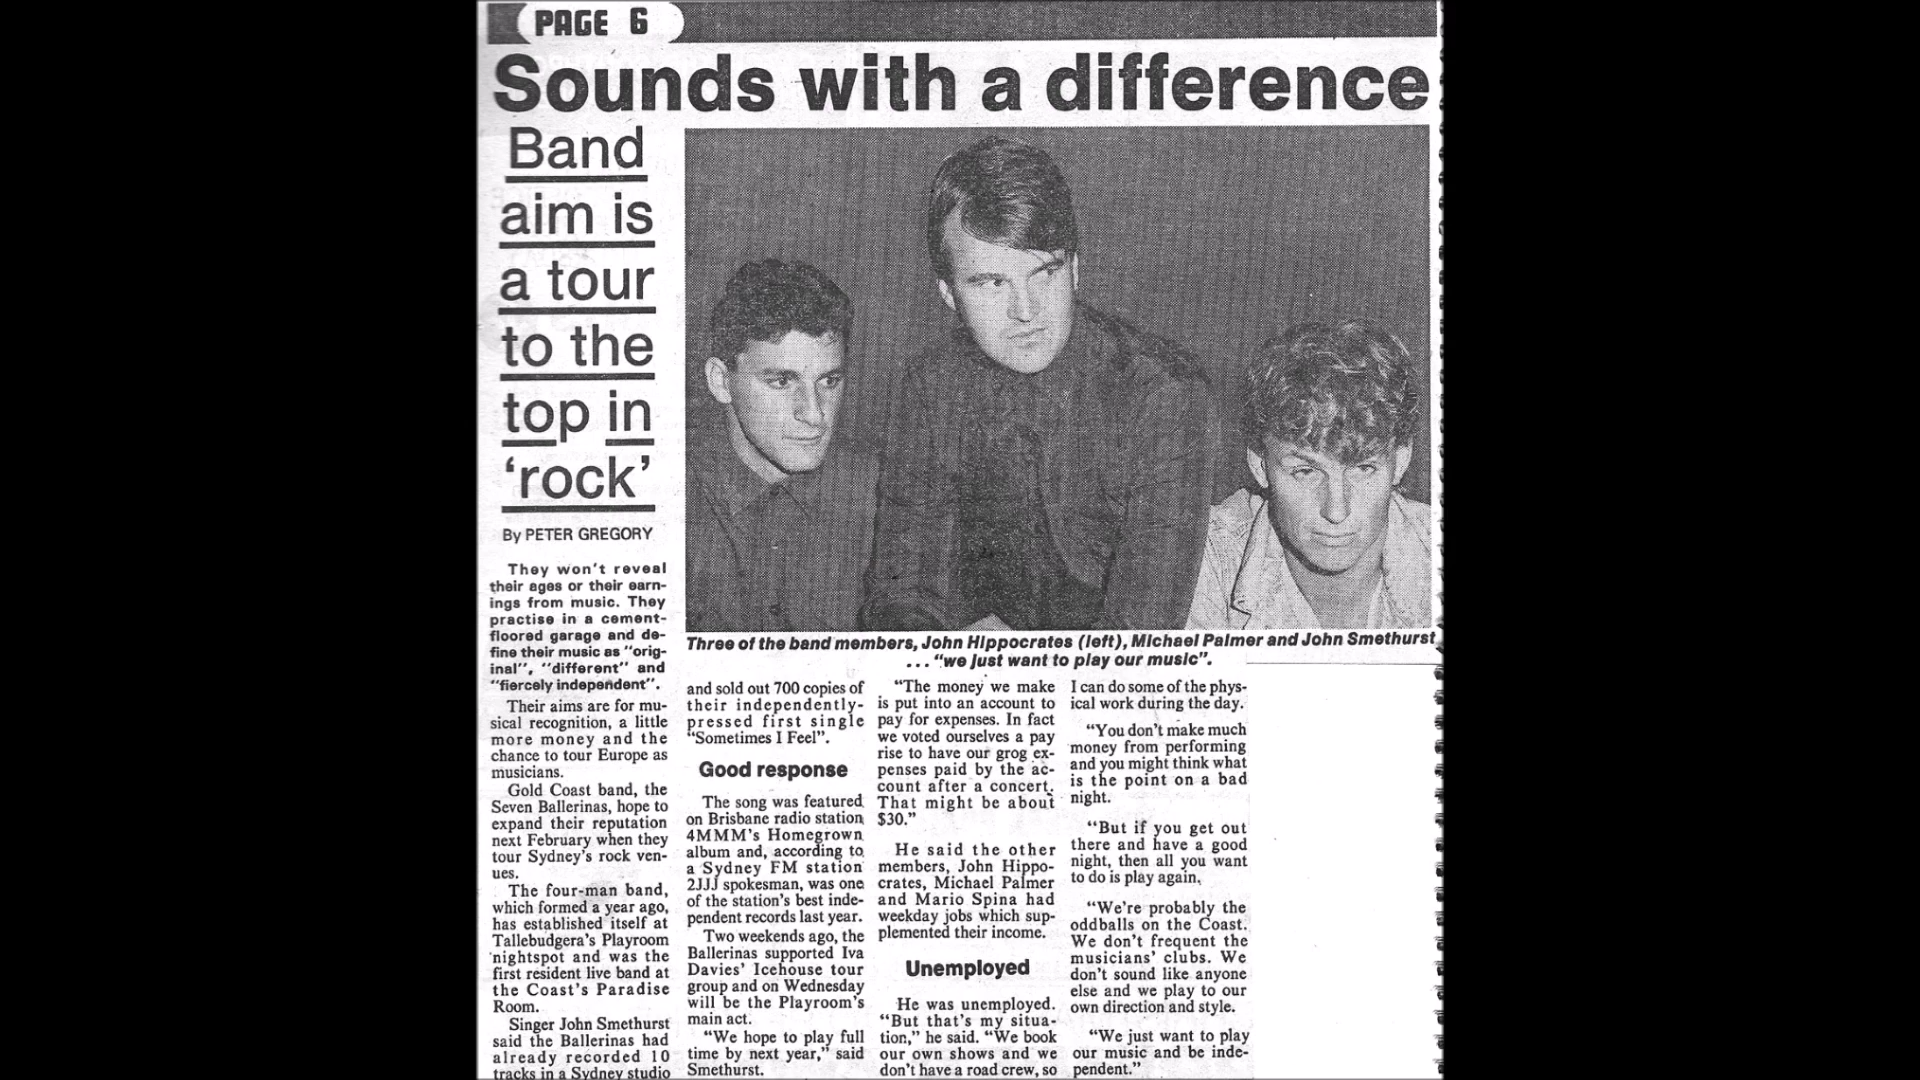 PAGE 6
Sounds with a difference
Band
aim is
a tour
to the
top in
‘rock’
By PETER GREGORY
They won't reveal
their ages or their earn-
ings from music. They
practise in a cement-
floored garage and de-
fine their music as "orig-
inal", "different" and
"fiercely independent".
Their aims are for mu-
sical recognition, a little
more money and the
chance to tour Europe as
musicians.
Gold Coast band, the
Seven Ballerinas, hope to
expand their reputation
next February when they
tour Sydney's rock ven-
ues.
The four-man band,
which formed a year ago,
has established itself at
Tallebudgera's Playroom
nightspot and was the
first resident live band at
the Coast's Paradise
Room.
Singer John Smethurst
said the Ballerinas had
already recorded 10
tracks in a Sydney studio
Three of the band members, John Hippocrates (left), Michael Palmer and John Smethurst
... "we just want to play our music".
and sold out 700 copies of
their independently-
pressed first single
"Sometimes I Feel".
Good response
The song was featured
on Brisbane radio station
4MMM's Homegrown
album and, according to
a Sydney FM station
2JJJ spokesman, was one
of the station's best inde-
pendent records last year.
Two weekends ago, the
Ballerinas supported Iva
Davies' Icehouse tour
group and on Wednesday
will be the Playroom's
main act.
"We hope to play full
time by next year," said
Smethurst.
"The money we make
is put into an account to
pay for expenses. In fact
we voted ourselves a pay
rise to have our grog ex-
penses paid by the ac-
count after a concert.
That might be about
$30."
He said the other
members, John Hippo-
crates, Michael Palmer
and Mario Spina had
weekday jobs which sup-
plemented their income.
Unemployed
He was unemployed.
"But that's my situa-
tion," he said. "We book
our own shows and we
don't have a road crew, so
I can do some of the phys-
ical work during the day.
"You don't make much
money from performing
and you might think what
is the point on a bad
night.
"But if you get out
there and have a good
night, then all you want
to do is play again.
"We're probably the
oddballs on the Coast.
We don't frequent the
musicians' clubs. We
don't sound like anyone
else and we play to our
own direction and style.
"We just want to play
our music and be inde-
pendent."